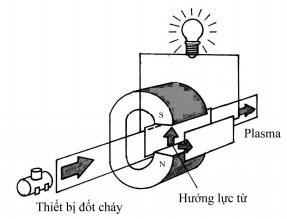 S
Plasma
N
Hướng lực từ
Thiết bị đốt cháy